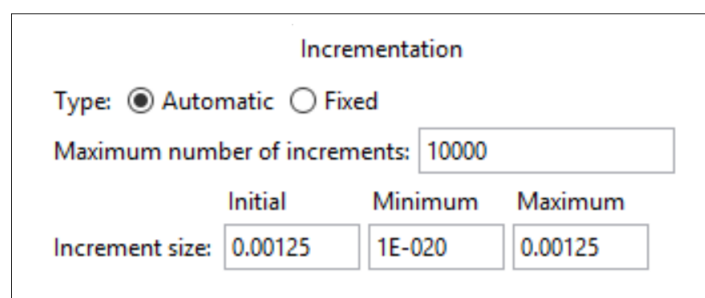 Incrementation
Type: Automatic Fixed
Maximum number of increments: 10000
Initial Minimum Maximum
Increment size: 0.00125 1E-020 0.00125